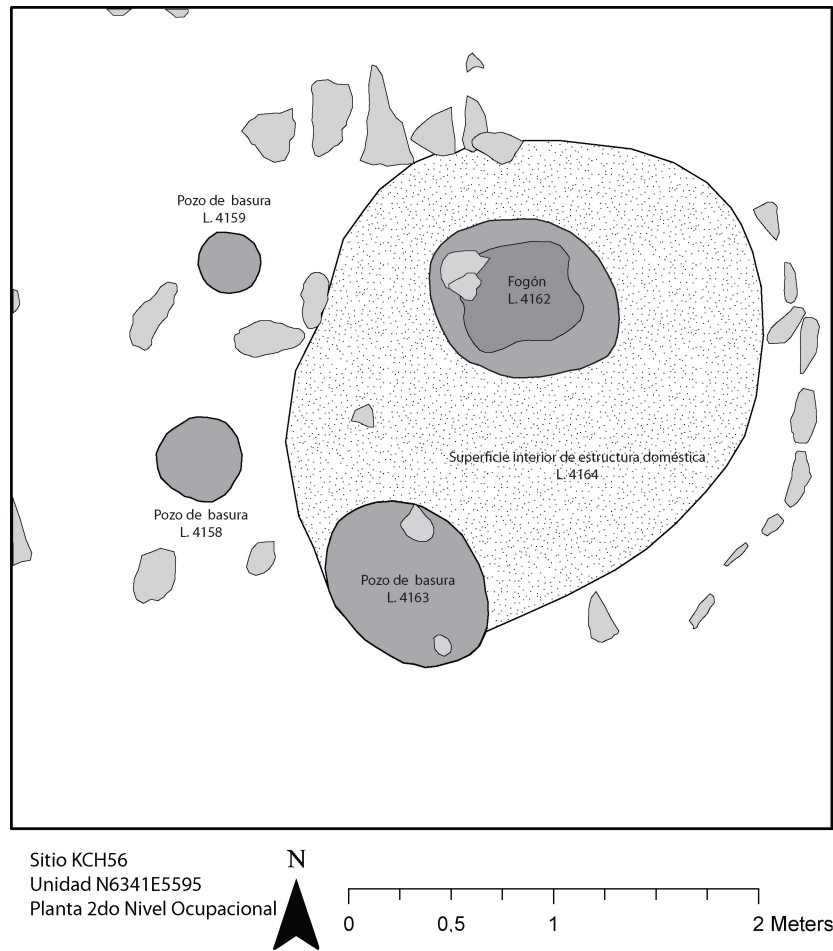 Pozo de basura
L. 4159
Fogón
L. 4162
Superficie interior de estructura doméstica
L. 4164
Pozo de basura
L. 4158
Pozo de basura
L. 4163
Sitio KCH56
Unidad N6341E5595
Planta 2do Nivel Ocupacional
N
0 0,5 1 2 Meters